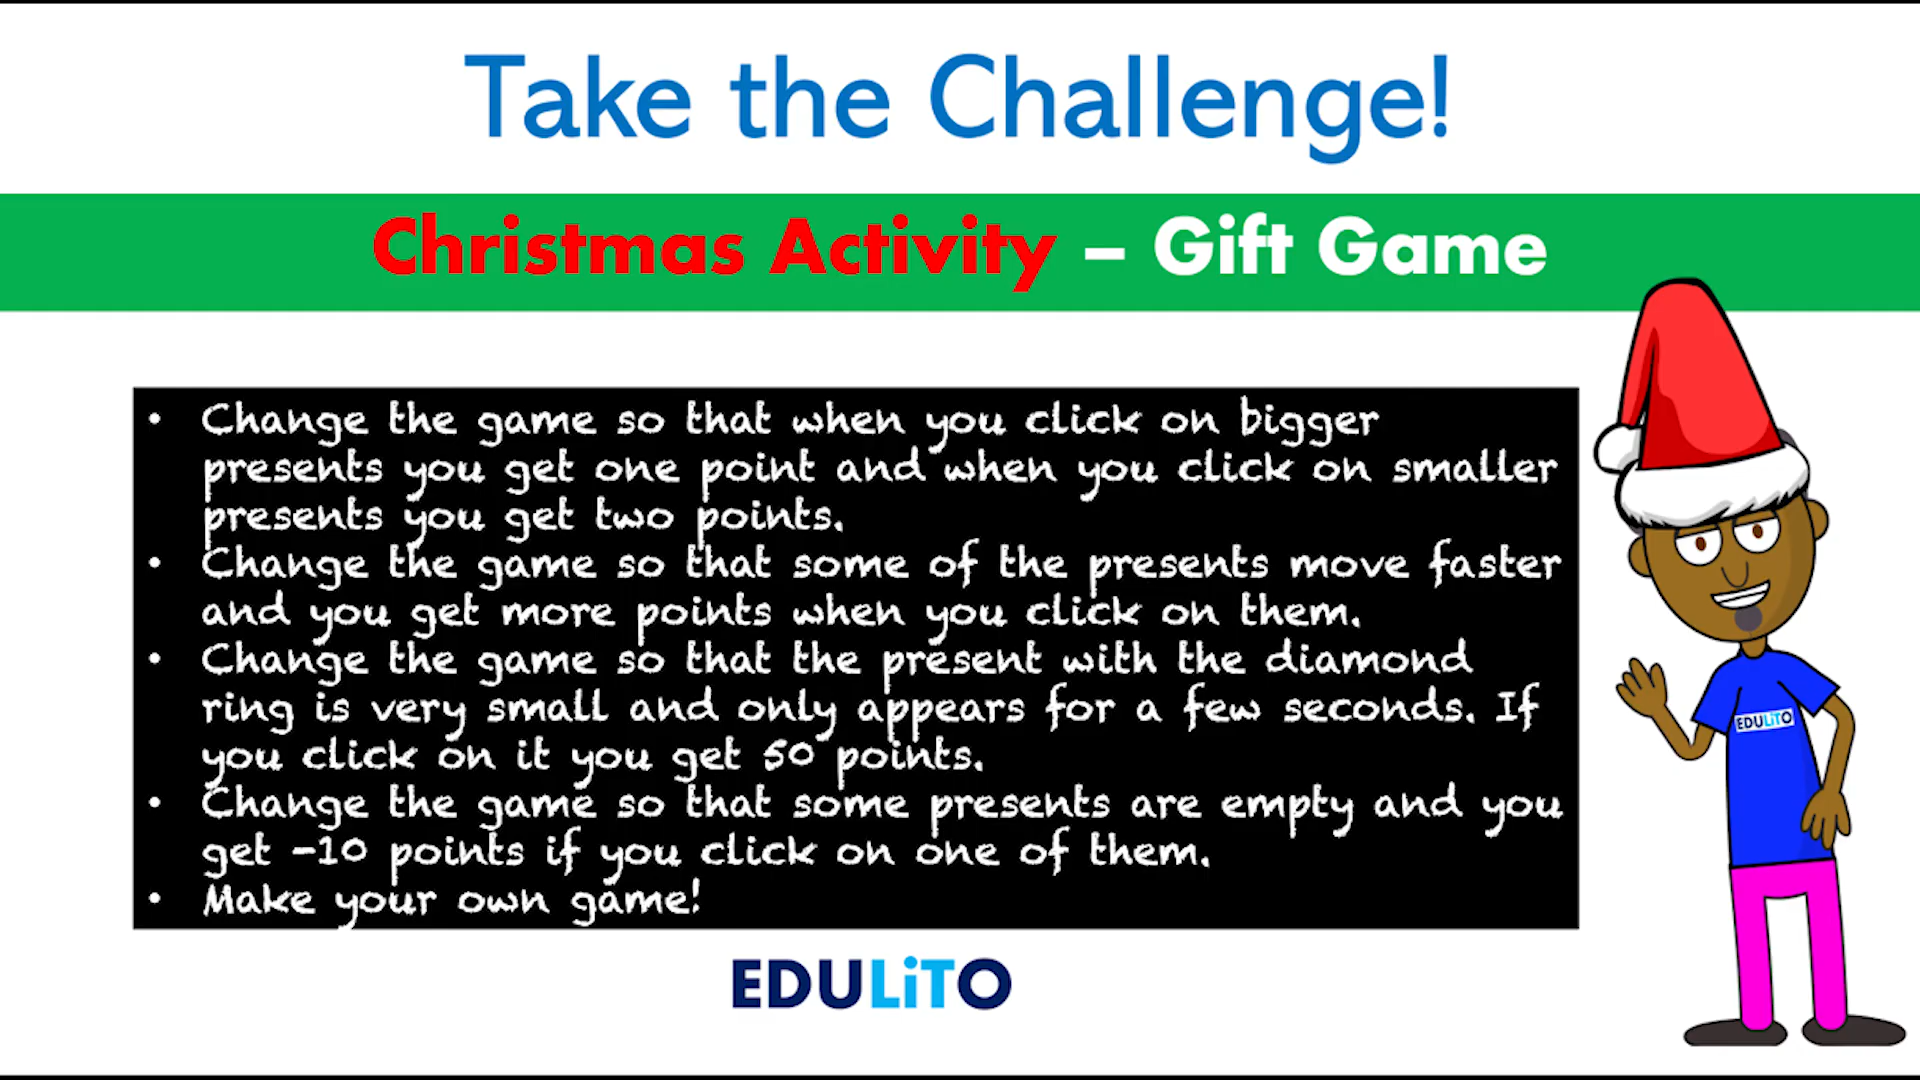 Take the Challenge!
Christmas Activity – Gift Game
• Change the game so that when you click on bigger
presents you get one point and when you click on smaller
presents you get two points.
• Change the game so that some of the presents move faster
and you get more points when you click on them.
• Change the game so that the present with the diamond
ring is very small and only appears for a few seconds. If
you click on it you get 50 points.
• Change the game so that some presents are empty and you
get -10 points if you click on one of them.
• Make your own game!
EDULiTO
EDULiTO